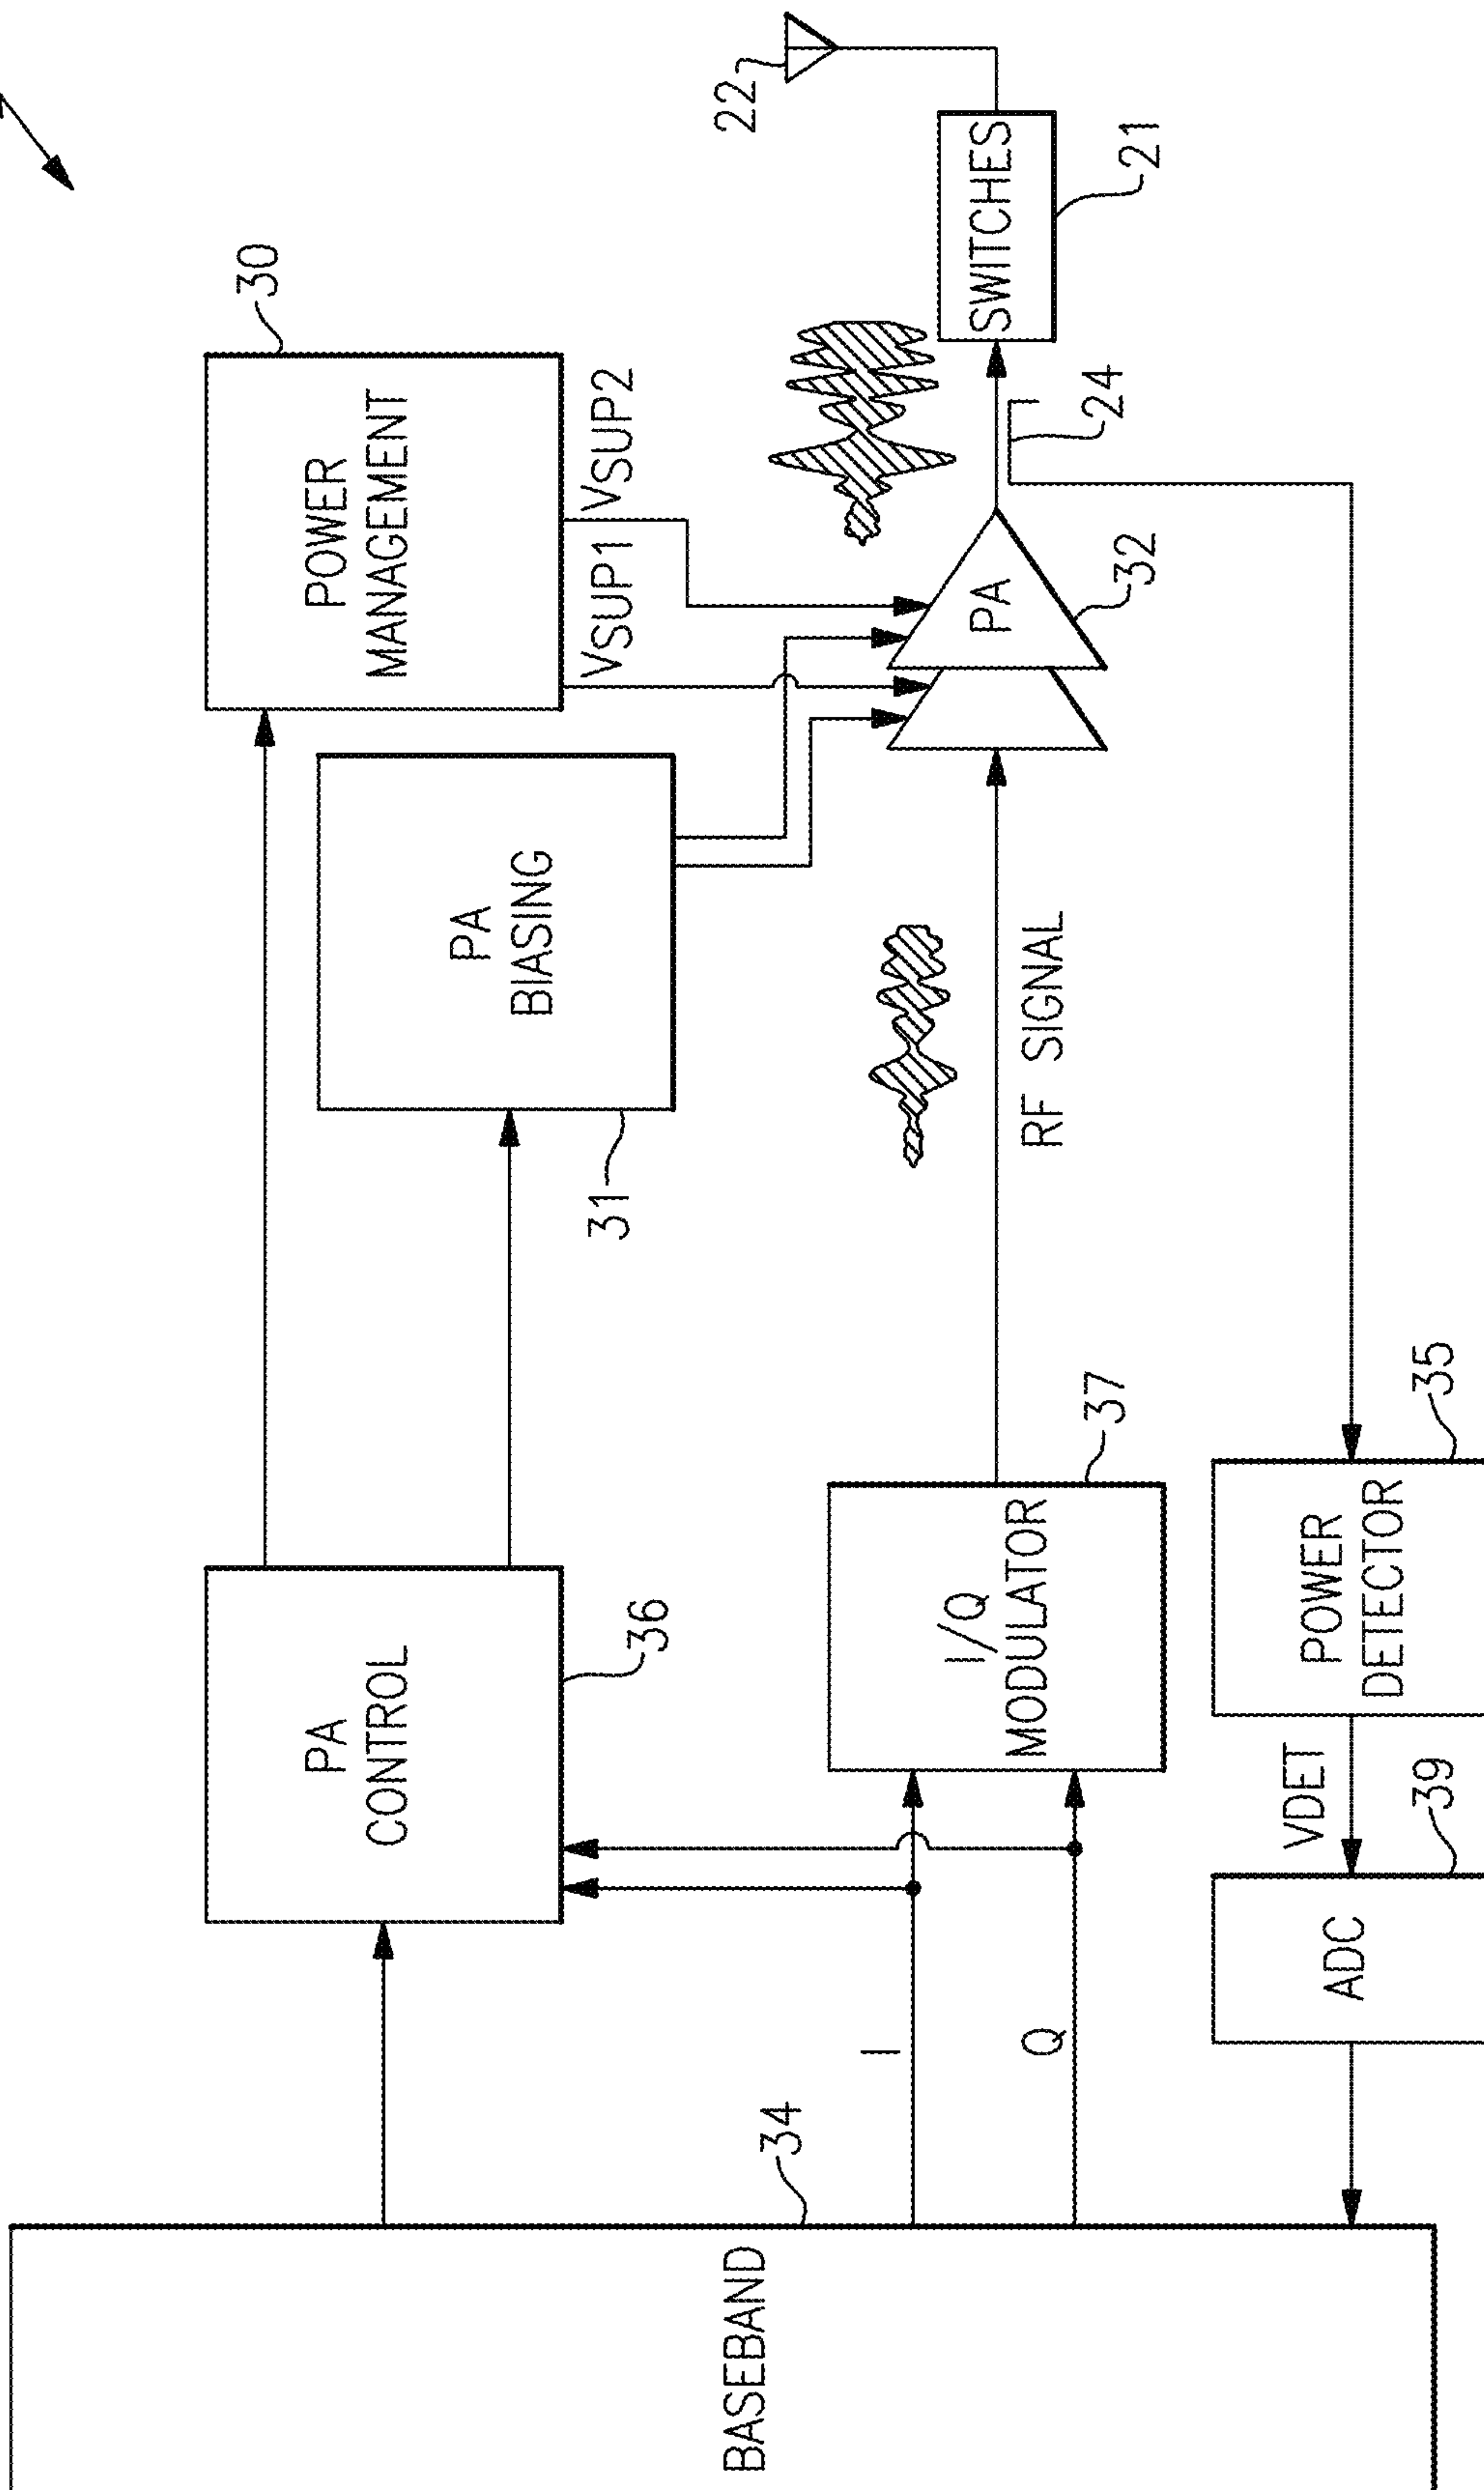 BASEBAND
34
PA
CONTROL
36
POWER
MANAGEMENT
30
VSUP1
VSUP2
PA
BIASING
31
I
Q
I/Q
MODULATOR
37
RF SIGNAL
PA
32
24
SWITCHES
21
22
ADC
39
VDET
POWER
DETECTOR
35